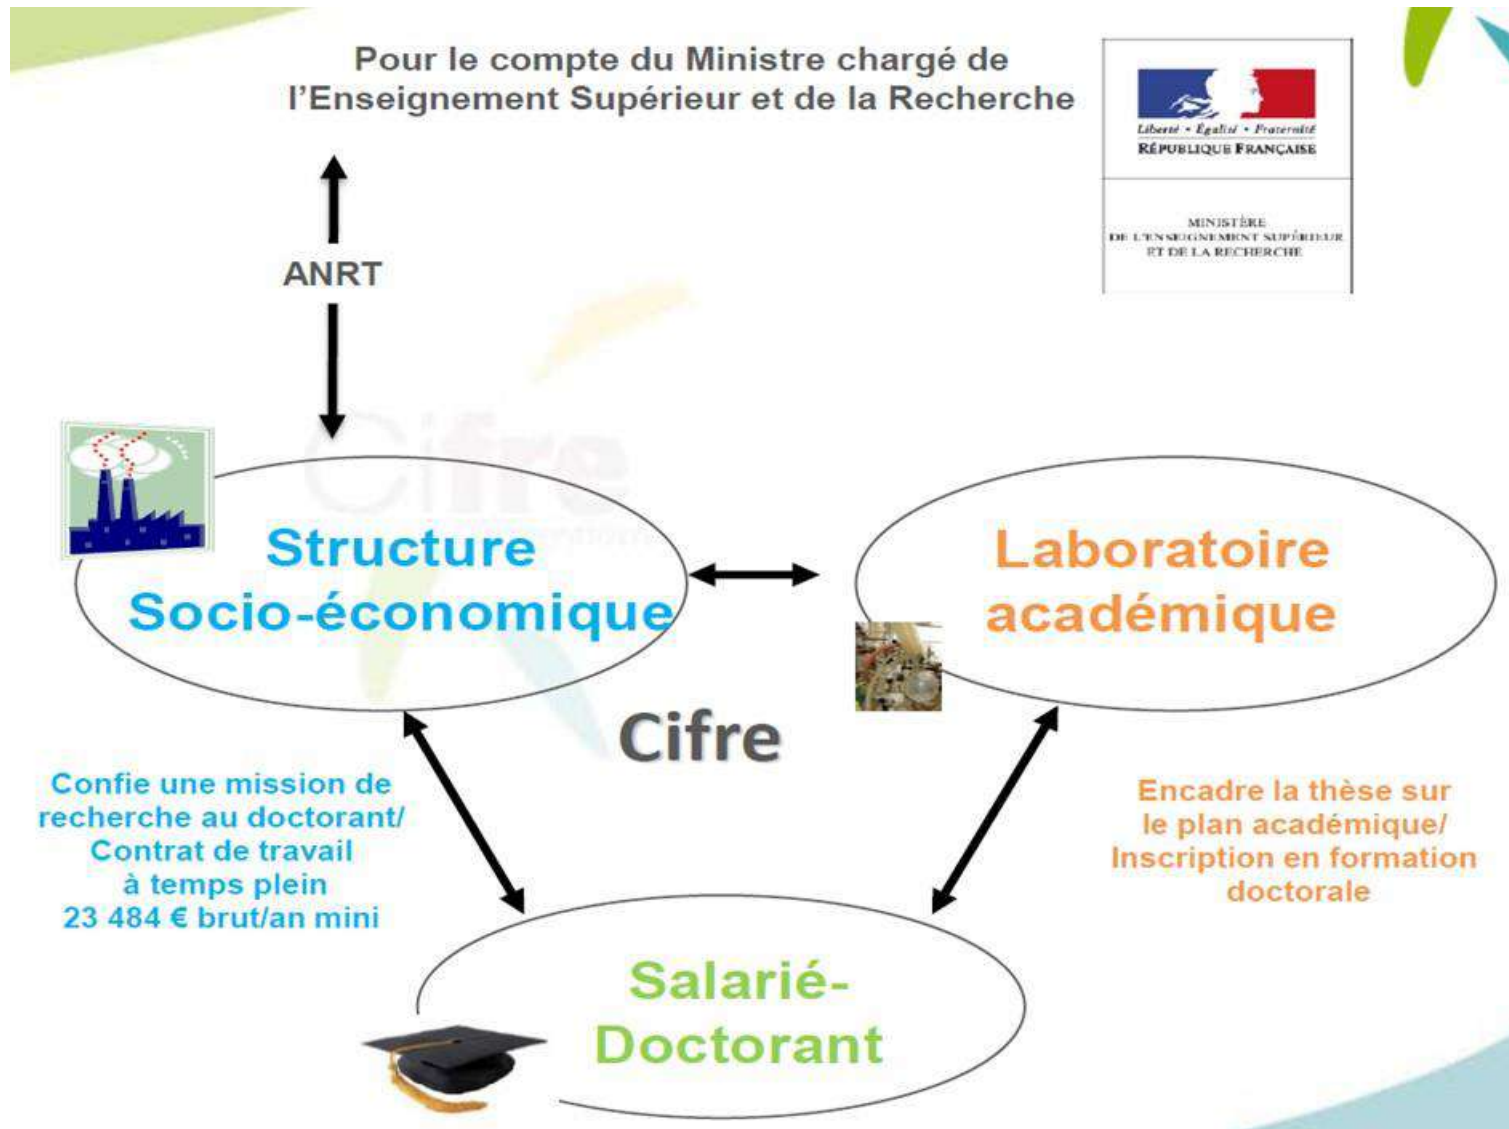 Pour le compte du Ministre chargé de
l'Enseignement Supérieur et de la Recherche
Liberté • Égalité • Fraternité
RÉPUBLIQUE FRANÇAISE
MINISTÈRE
DE L'ENSEIGNEMENT SUPÉRIEUR
ET DE LA RECHERCHE
ANRT
Cifre
Structure
Socio-économique
Laboratoire
académique
Cifre
Confie une mission de
recherche au doctorant/
Contrat de travail
à temps plein
23 484 € brut/an mini
Encadre la thèse sur
le plan académique/
Inscription en formation
doctorale
Salarié-
Doctorant